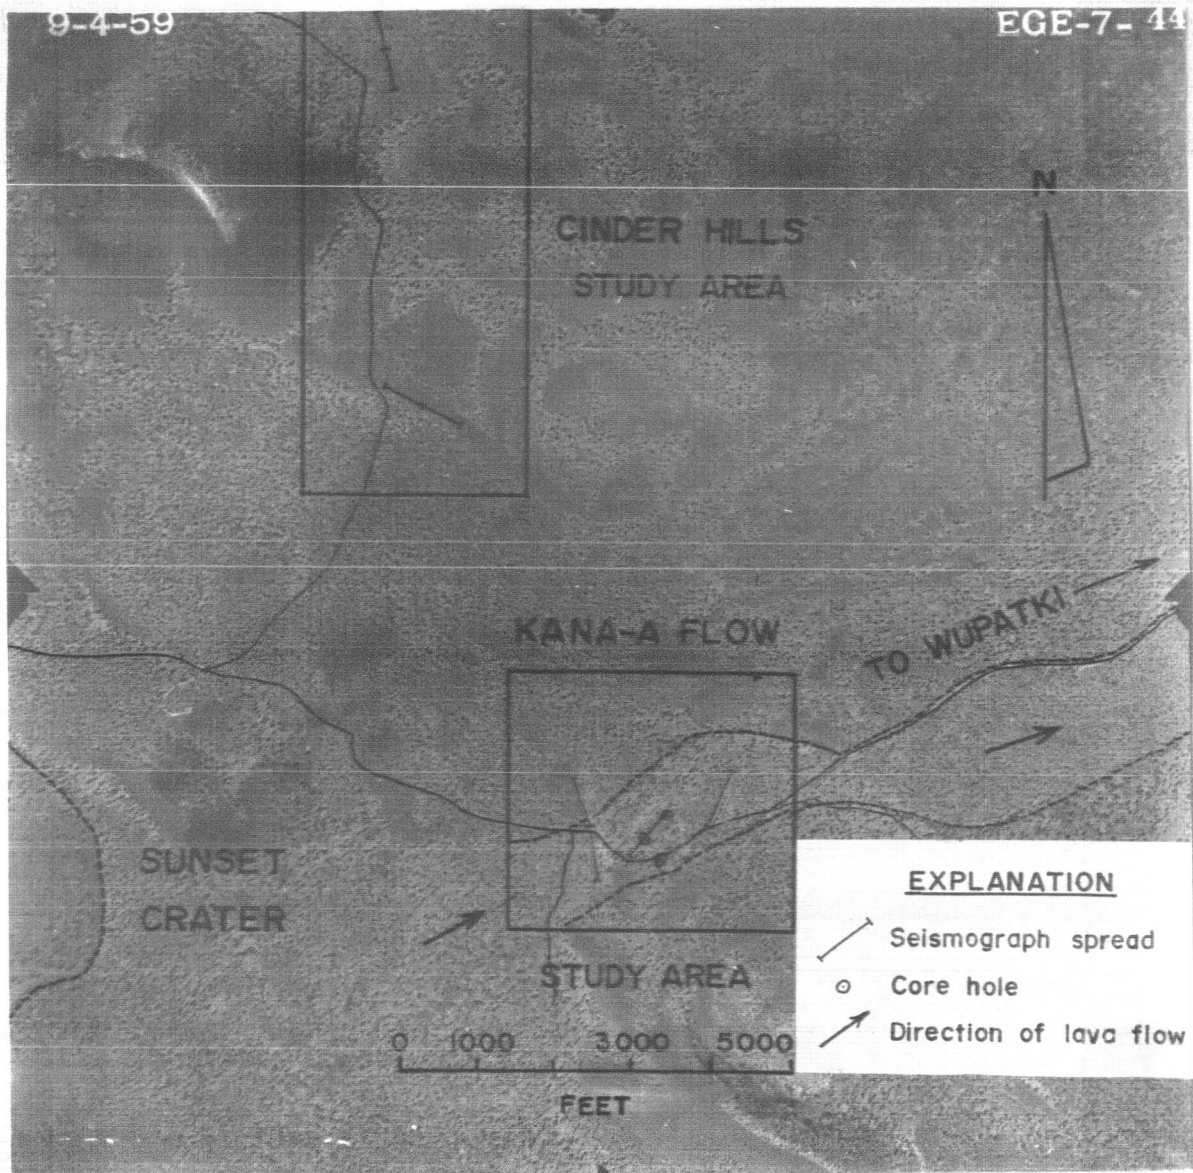 9-4-59
EGE-7-44
N
CINDER HILLS
STUDY AREA
TO WUPATKI
KANA-A FLOW
SUNSET
CRATER
STUDY AREA
EXPLANATION
Seismograph spread
Core hole
Direction of lava flow
0 1000 3000 5000
FEET